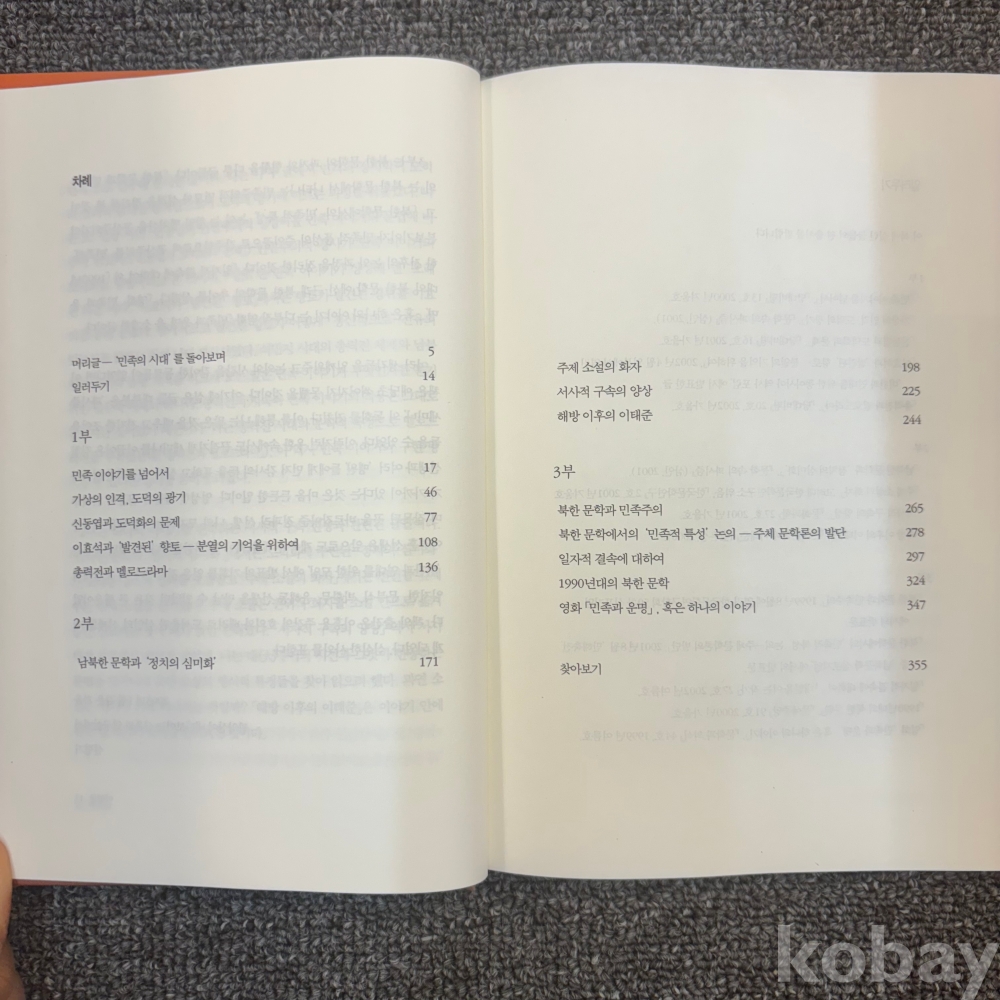 차례
머리글— '민족의 시대'를 돌아보며 5
일러두기 14
1부
민족 이야기를 넘어서 17
가상의 인격, 도덕의 광기 46
신동엽과 도덕화의 문제 77
이효석과 '발견된' 향토 — 분열의 기억을 위하여 108
총력전과 멜로드라마 136
2부
남북한 문학과 '정치의 심미화' 171
주체 소설의 화자 198
서사적 구속의 양상 225
해방 이후의 이태준 244
3부
북한 문학과 민족주의 265
북한 문학에서의 '민족적 특성' 논의 — 주체 문학론의 발단 278
일자적 결속에 대하여 297
1990년대의 북한 문학 324
영화 「민족과 운명」, 혹은 하나의 이야기 347
찾아보기 355
kobay